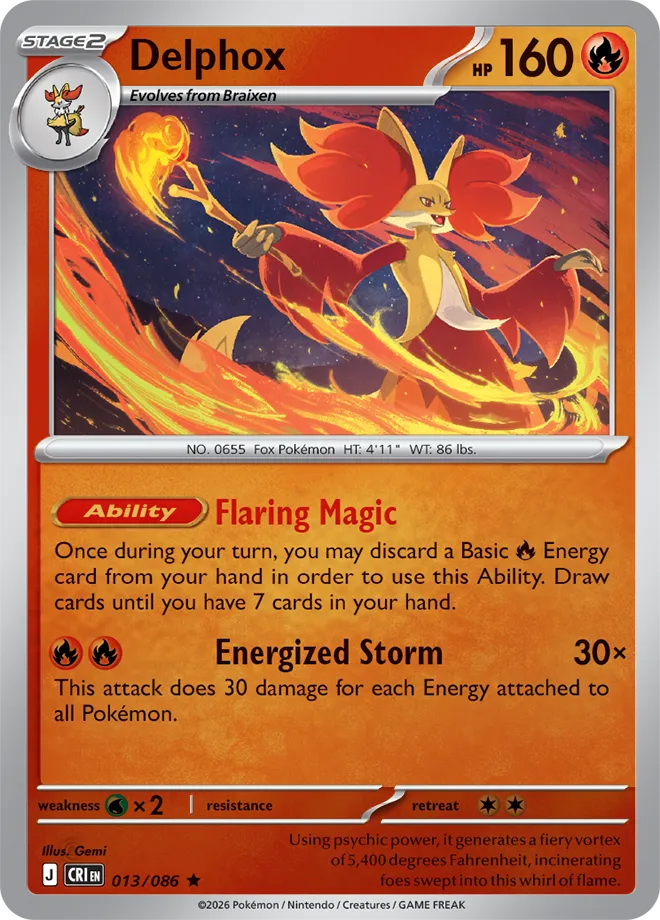 STAGE2 Delphox HP 160
Evolves from Braixen
NO. 0655 Fox Pokémon HT: 4'11" WT: 86 lbs.
Ability Flaring Magic
Once during your turn, you may discard a Basic Energy
card from your hand in order to use this Ability. Draw
cards until you have 7 cards in your hand.
Energized Storm 30×
This attack does 30 damage for each Energy attached to
all Pokémon.
weakness ×2 resistance retreat
Illus. Gemi
Using psychic power, it generates a fiery vortex
of 5,400 degrees Fahrenheit, incinerating
foes swept into this whirl of flame.
J CRI EN 013/086 ★
©2026 Pokémon / Nintendo / Creatures / GAME FREAK